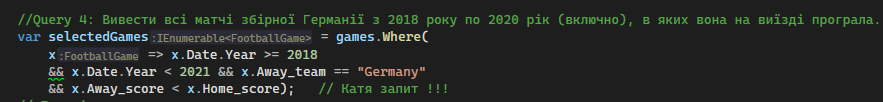 //Query 4: Вивести всі матчі збірної Германії з 2018 року по 2020 рік (включно), в яких вона на виїзді програла.
var selectedGames:IEnumerable<FootballGame> = games.Where(
x:FootballGame => x.Date.Year >= 2018
&& x.Date.Year < 2021 && x.Away_team == "Germany"
&& x.Away_score < x.Home_score); // Катя запит !!!